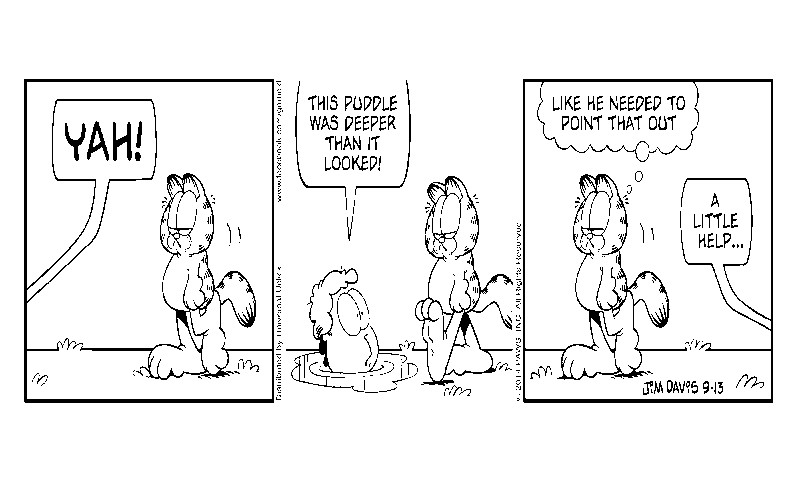 YAH!
THIS PUDDLE
WAS DEEPER
THAN IT
LOOKED!
LIKE HE NEEDED TO
POINT THAT OUT
A
LITTLE
HELP...
JIM DAVIS 9-13